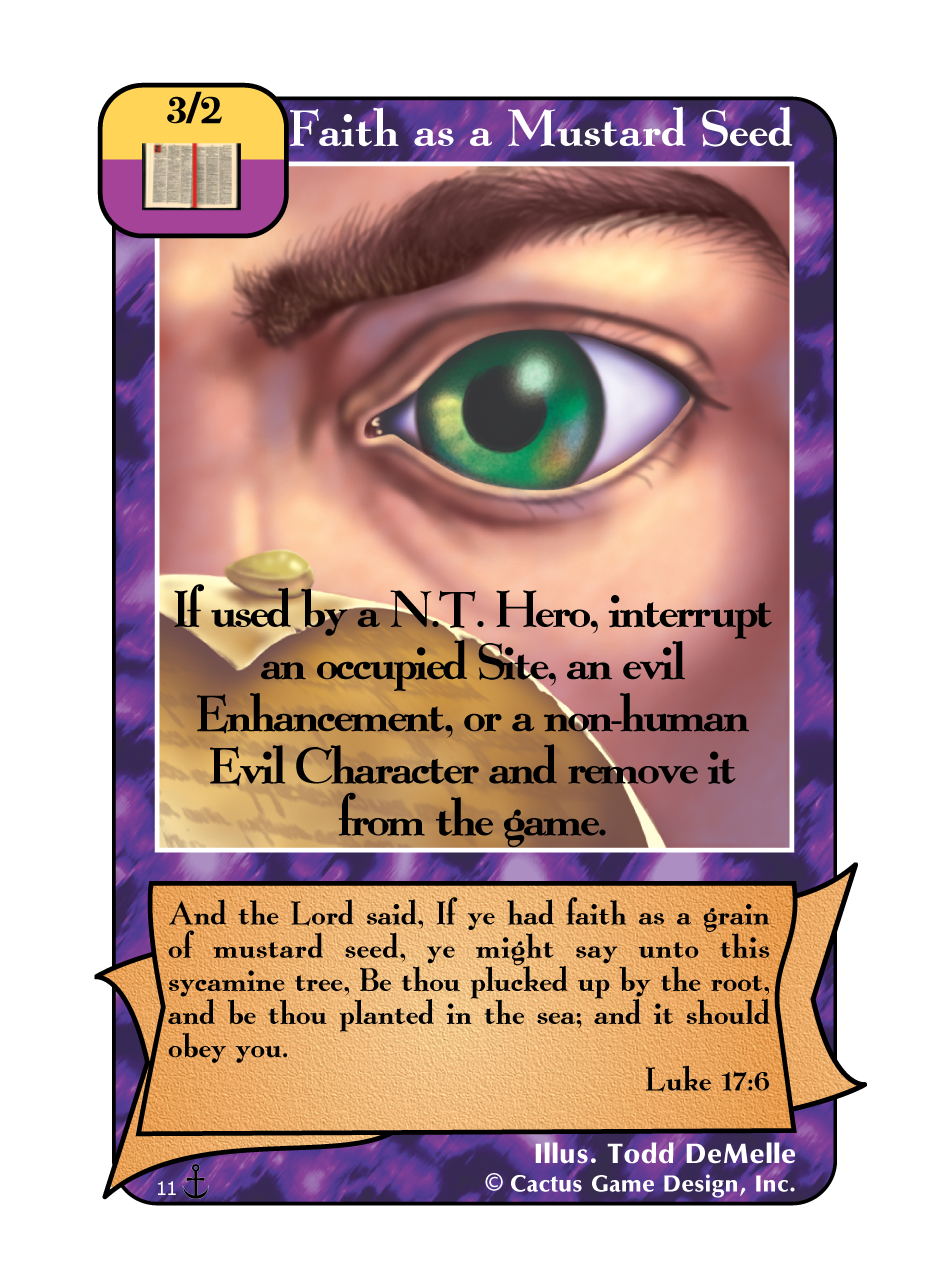 3/2
Faith as a Mustard Seed
If used by a N.T. Hero, interrupt
an occupied Site, an evil
Enhancement, or a non-human
Evil Character and remove it
from the game.
And the Lord said, If ye had faith as a grain
of mustard seed, ye might say unto this
sycamine tree, Be thou plucked up by the root,
and be thou planted in the sea; and it should
obey you.
Luke 17:6
Illus. Todd DeMelle
11
© Cactus Game Design, Inc.